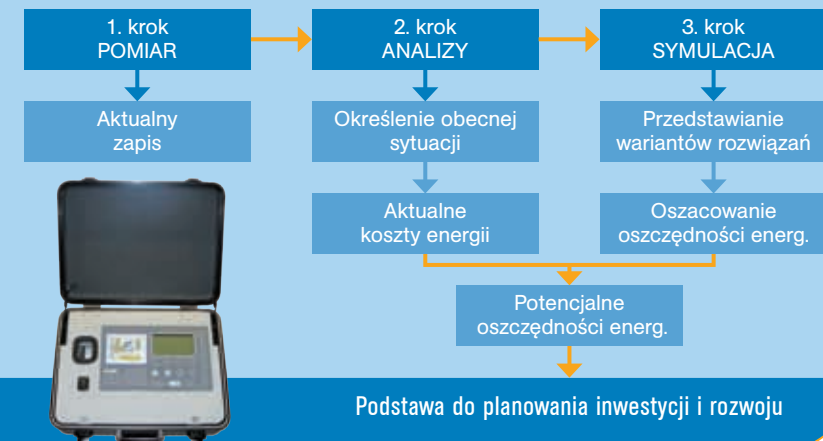 1. krok
POMIAR
2. krok
ANALIZY
3. krok
SYMULACJA
Aktualny
zapis
Określenie obecnej
sytuacji
Przedstawianie
wariantów rozwiązań
Aktualne
koszty energii
Oszacowanie
oszczędności energ.
Potencjalne
oszczędności energ.
Podstawa do planowania inwestycji i rozwoju